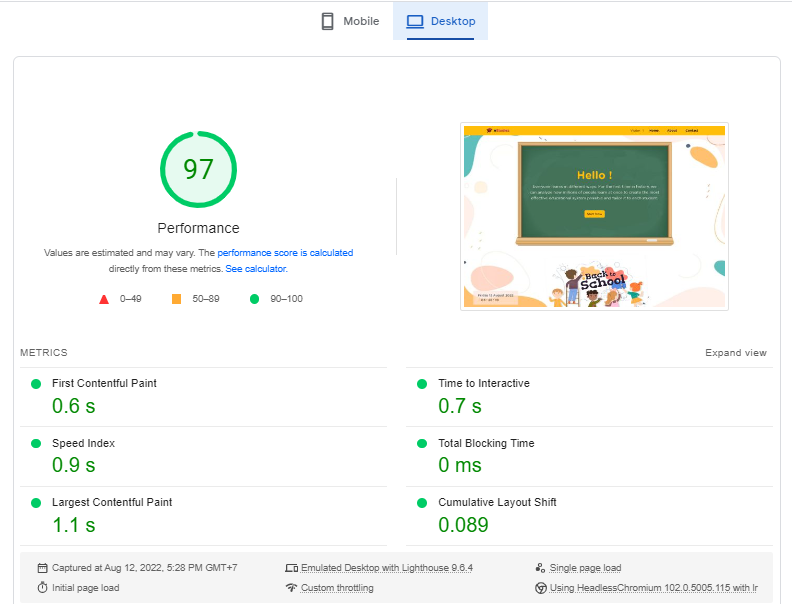 Mobile
Desktop
97
Performance
Values are estimated and may vary. The performance score is calculated
directly from these metrics. See calculator.
0–49
50–89
90–100
Hello !
Back to
School
METRICS
Expand view
First Contentful Paint
0.6 s
Time to Interactive
0.7 s
Speed Index
0.9 s
Total Blocking Time
0 ms
Largest Contentful Paint
1.1 s
Cumulative Layout Shift
0.089
Captured at Aug 12, 2022, 5:28 PM GMT+7
Emulated Desktop with Lighthouse 9.6.4
Single page load
Initial page load
Custom throttling
Using HeadlessChromium 102.0.5005.115 with lr